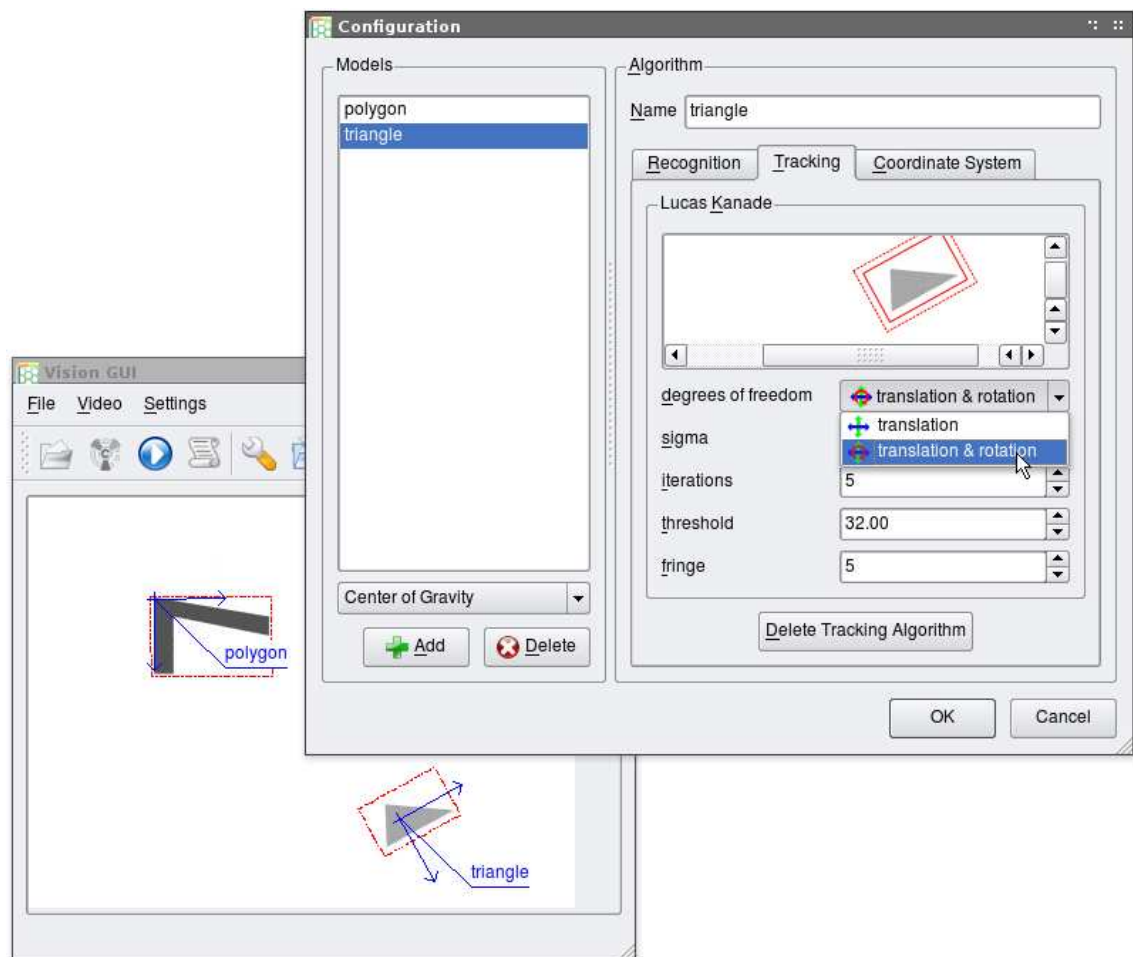 Configuration
Models
polygon
triangle
Center of Gravity
Add
Delete
Algorithm
Name triangle
Recognition Tracking Coordinate System
Lucas Kanade
degrees of freedom translation & rotation
translation
sigma
translation & rotation
iterations 5
threshold 32.00
fringe 5
Delete Tracking Algorithm
OK Cancel
Vision GUI
File Video Settings
polygon
triangle